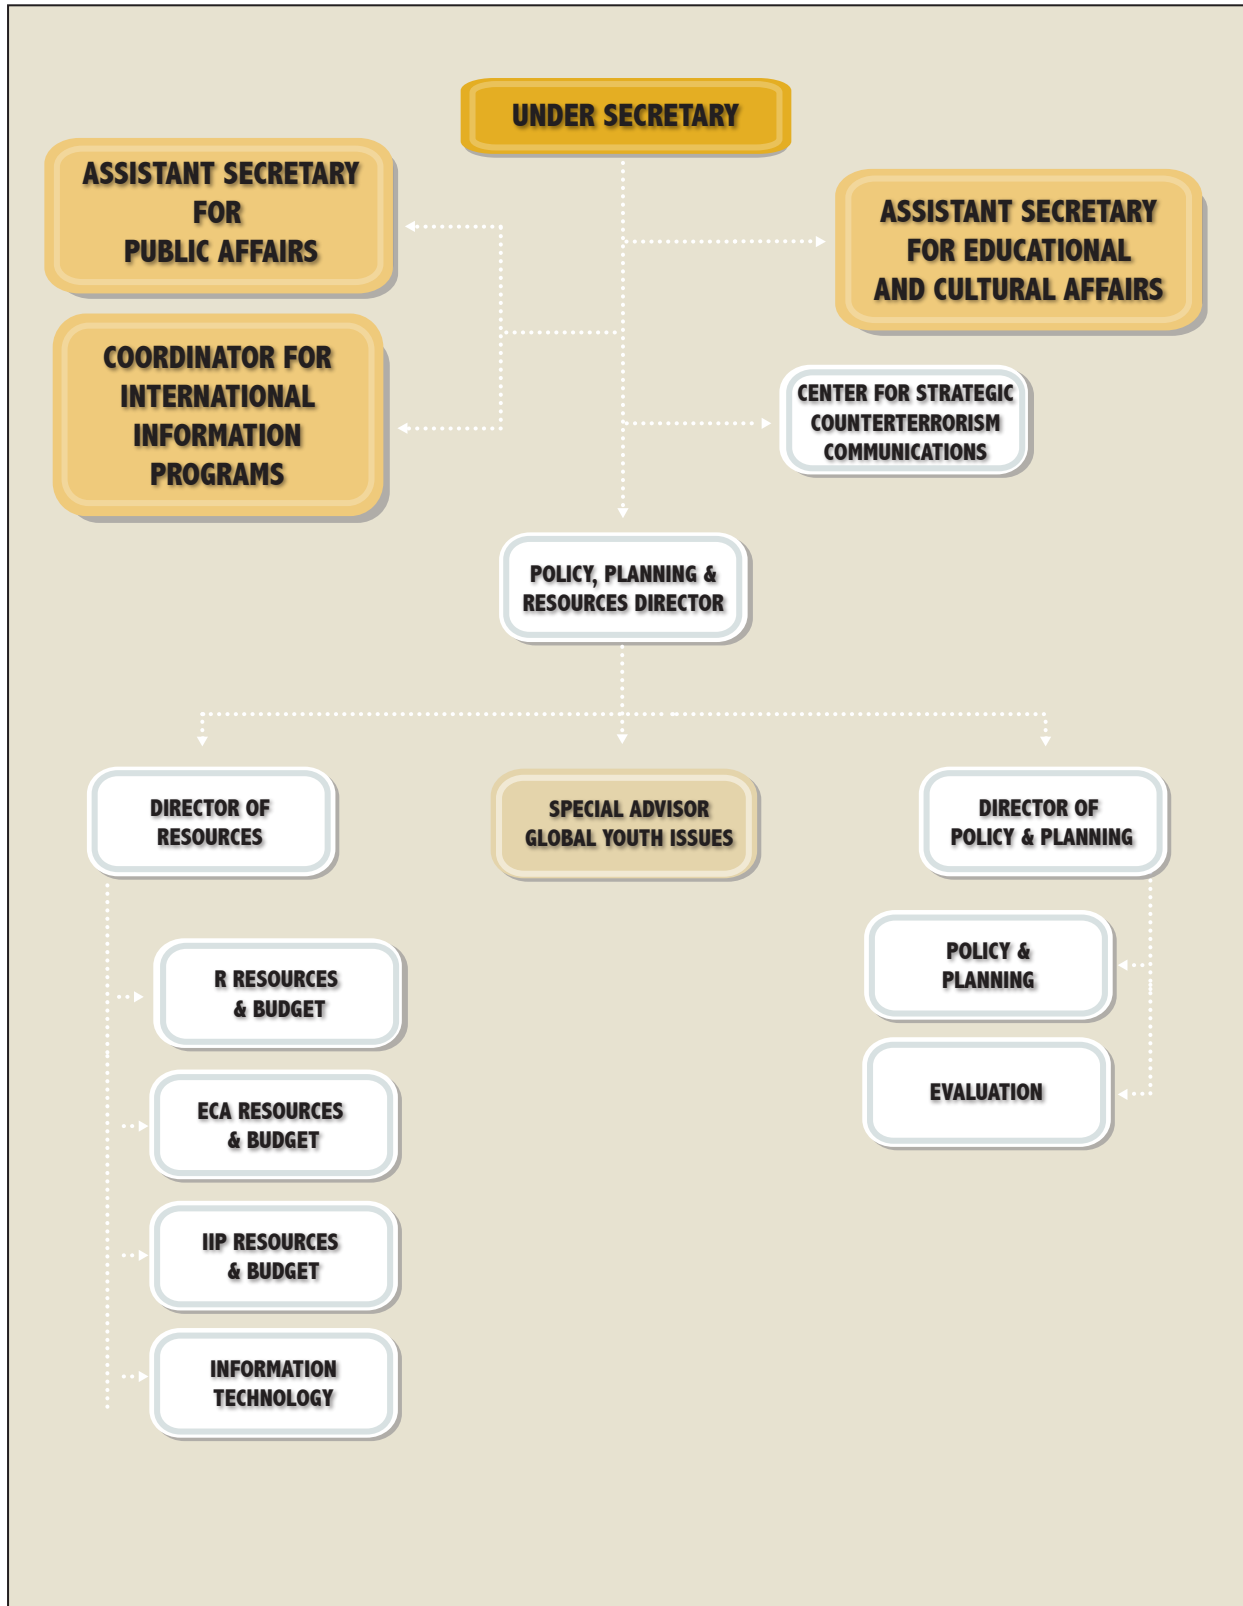 UNDER SECRETARY
ASSISTANT SECRETARY
FOR
PUBLIC AFFAIRS
ASSISTANT SECRETARY
FOR EDUCATIONAL
AND CULTURAL AFFAIRS
COORDINATOR FOR
INTERNATIONAL
INFORMATION
PROGRAMS
CENTER FOR STRATEGIC
COUNTERTERRORISM
COMMUNICATIONS
POLICY, PLANNING &
RESOURCES DIRECTOR
DIRECTOR OF
RESOURCES
SPECIAL ADVISOR
GLOBAL YOUTH ISSUES
DIRECTOR OF
POLICY & PLANNING
R RESOURCES
& BUDGET
ECA RESOURCES
& BUDGET
IIP RESOURCES
& BUDGET
INFORMATION
TECHNOLOGY
POLICY &
PLANNING
EVALUATION